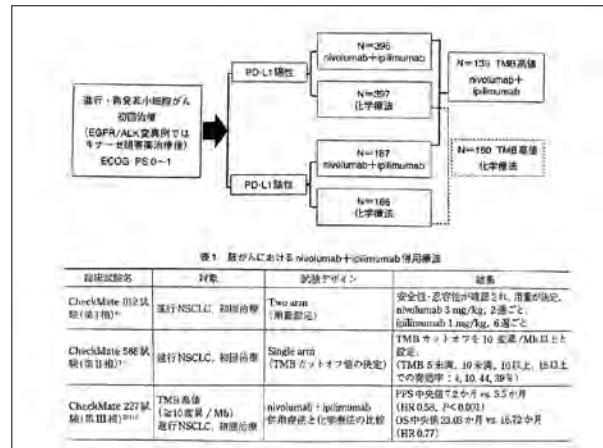 進行・再発非小細胞がん
初回治療
(EGFR/ALK変異例では
キナーゼ阻害薬治療後)
ECOG PS 0~1
PD-L1陽性
PD-L1陰性
N=396
nivolumab+ipilimumab
N=397
化学療法
N=187
nivolumab+ipilimumab
N=186
化学療法
N=139 TMB高値
nivolumab+
ipilimumab
N=160 TMB高値
化学療法
表1 肺がんにおけるnivolumab+ipilimumab併用療法
臨床試験名 対象 試験デザイン 結果
CheckMate 012試
験(第I相)
進行NSCLC,初回治療
Two arm
(用量設定)
安全性・忍容性が確認され,用量が決定,
nivolumab 3 mg/kg, 2週ごと,
ipilimumab 1 mg/kg, 6週ごと
CheckMate 568試
験(第II相)
進行NSCLC,初回治療
Single arm
(TMBカットオフ値の決定)
TMBカットオフを10変異/Mb以上と
設定,
(TMB 5未満, 10未満, 10以上, 15以上
での奏効率:4, 10, 44, 39%)
CheckMate 227試
験(第III相)
TMB高値
(≧10変異/Mb)
進行NSCLC,初回治療
nivolumab+ipilimumab
併用療法と化学療法の比較
PFS中央値7.2か月 vs 5.5か月
(HR 0.58, P<0.001)
OS中央値23.03か月 vs 16.72か月
(HR 0.77)